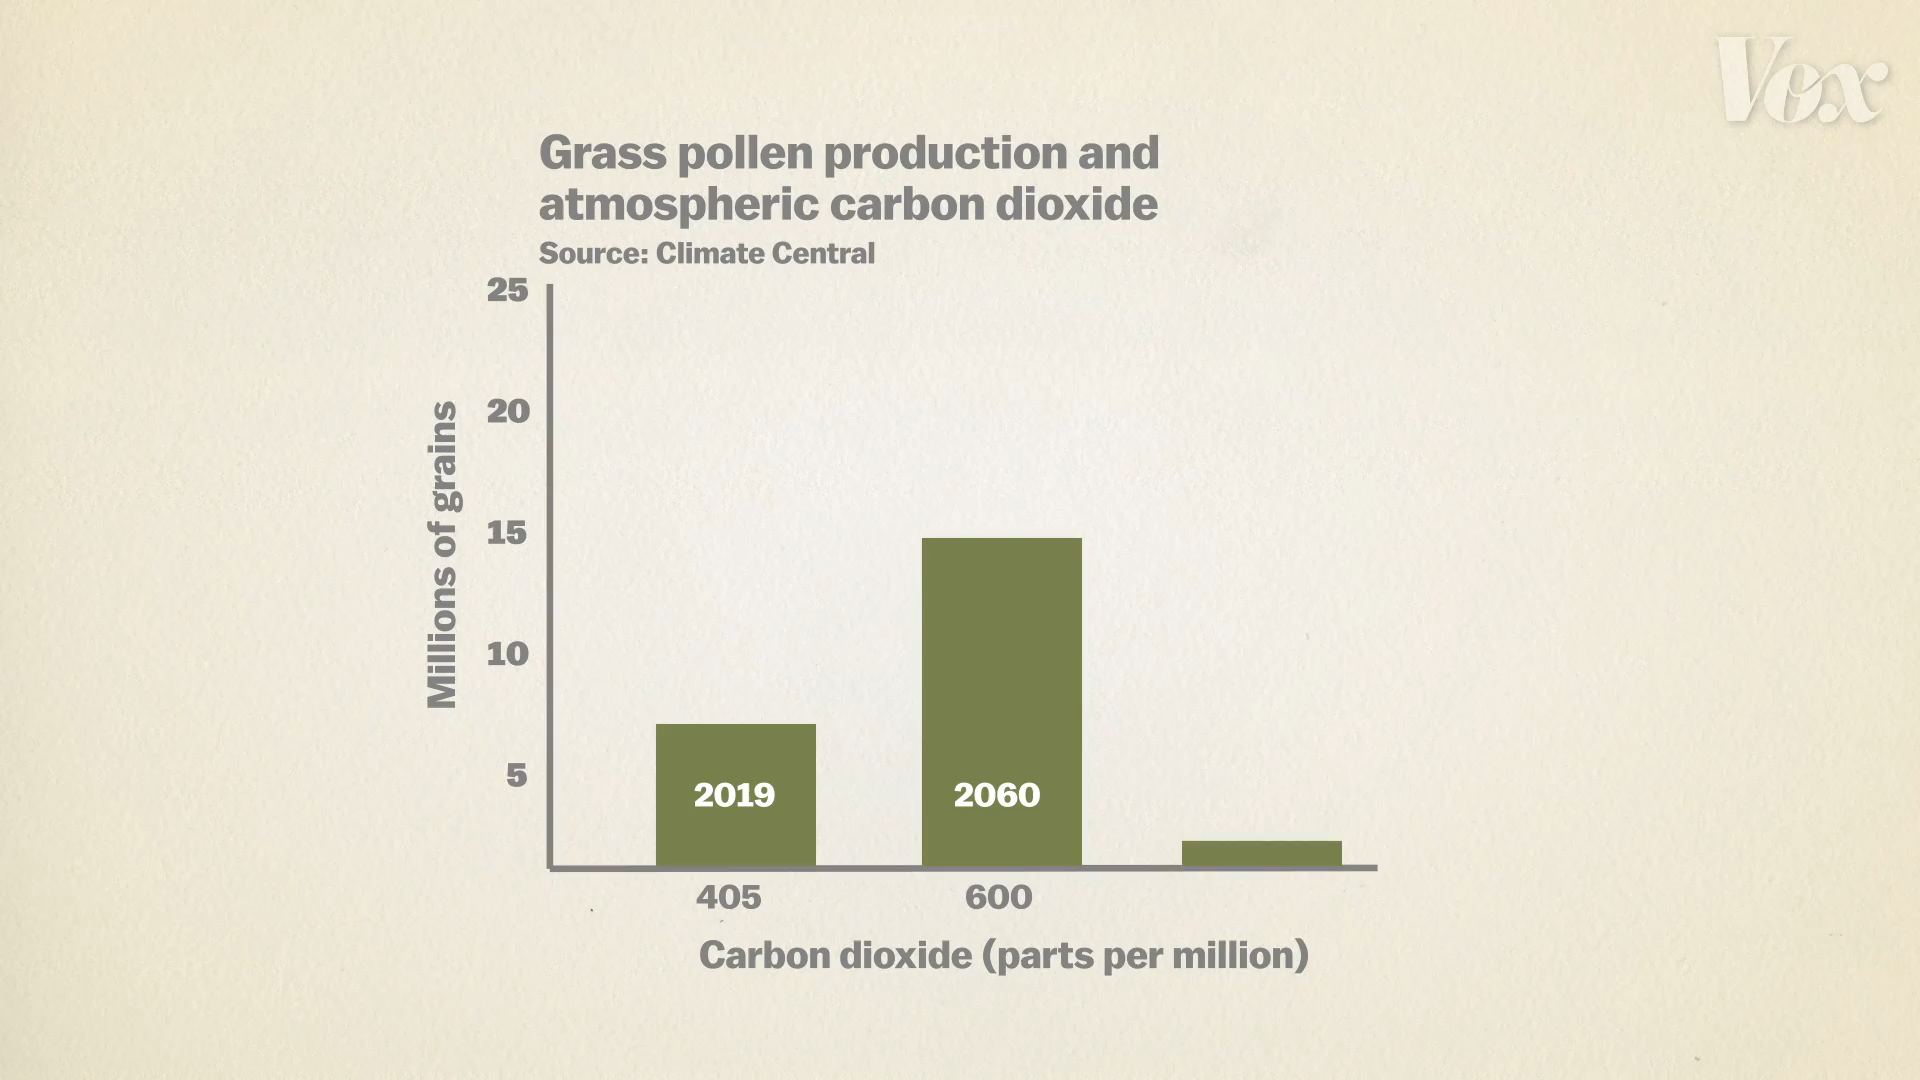 Vox
Grass pollen production and
atmospheric carbon dioxide
Source: Climate Central
25
20
15
10
5
Millions of grains
2019
2060
405
600
Carbon dioxide (parts per million)